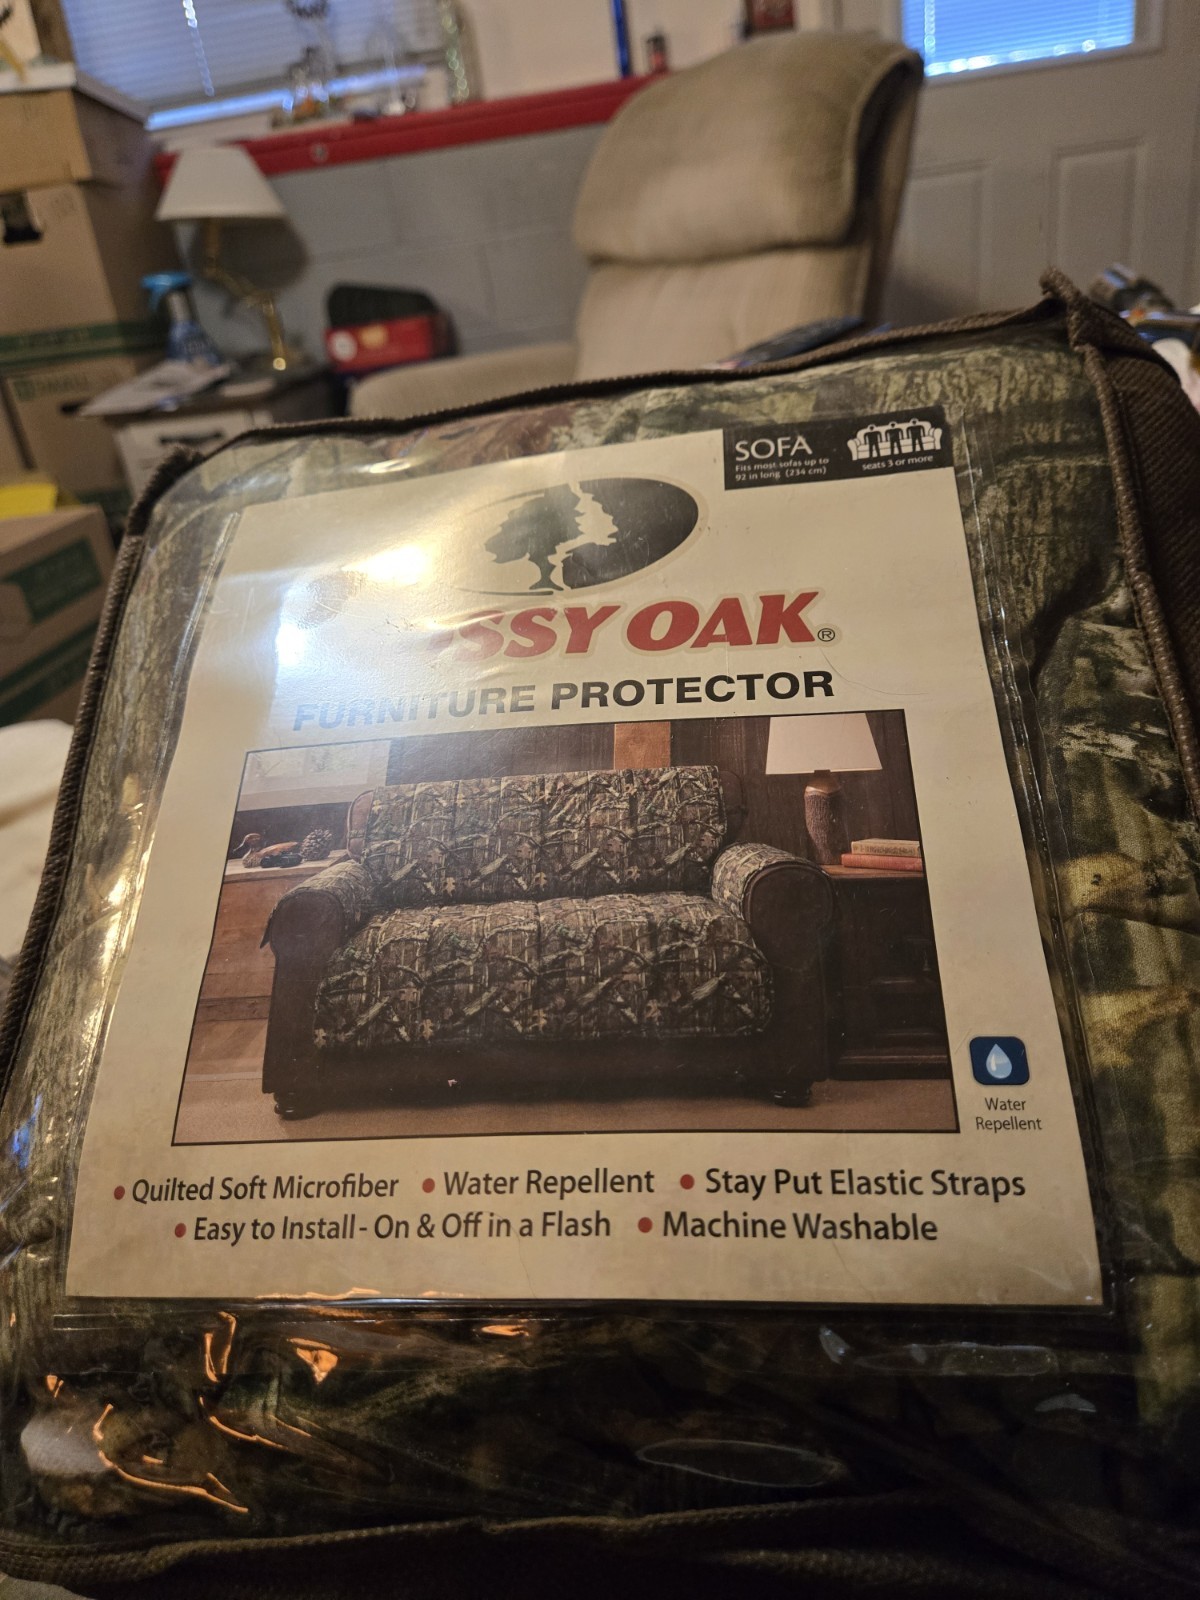 SOFA
Fits most sofas up to
92 in long (234 cm)
seats 3 or more
SSY OAK®
FURNITURE PROTECTOR
Water
Repellent
• Quilted Soft Microfiber • Water Repellent • Stay Put Elastic Straps
• Easy to Install - On & Off in a Flash • Machine Washable